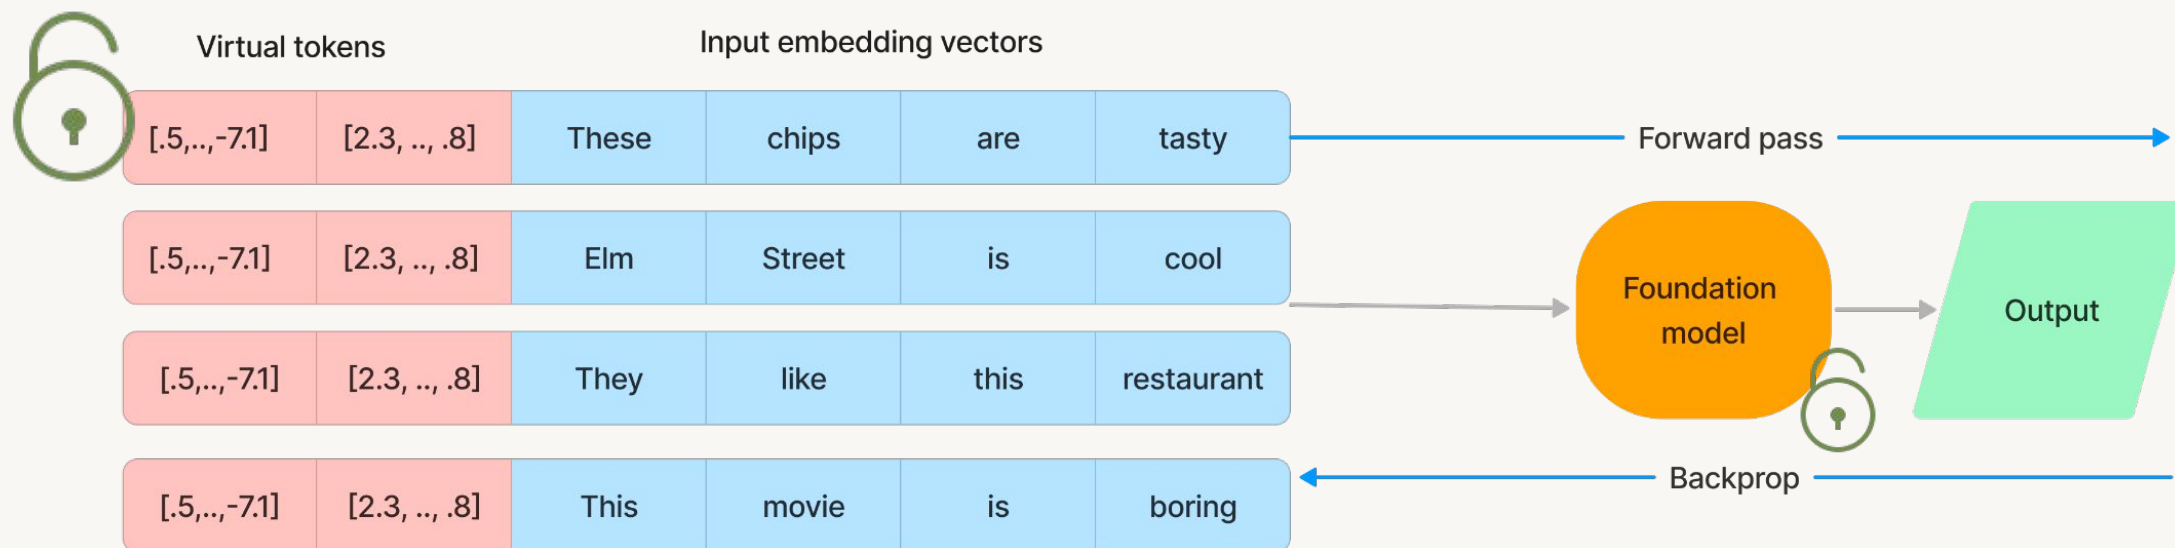 Virtual tokens
Input embedding vectors
[.5,..,-7.1] [2.3, .., .8] These chips are tasty
Forward pass
[.5,..,-7.1] [2.3, .., .8] Elm Street is cool
Foundation
model
Output
[.5,..,-7.1] [2.3, .., .8] They like this restaurant
Backprop
[.5,..,-7.1] [2.3, .., .8] This movie is boring